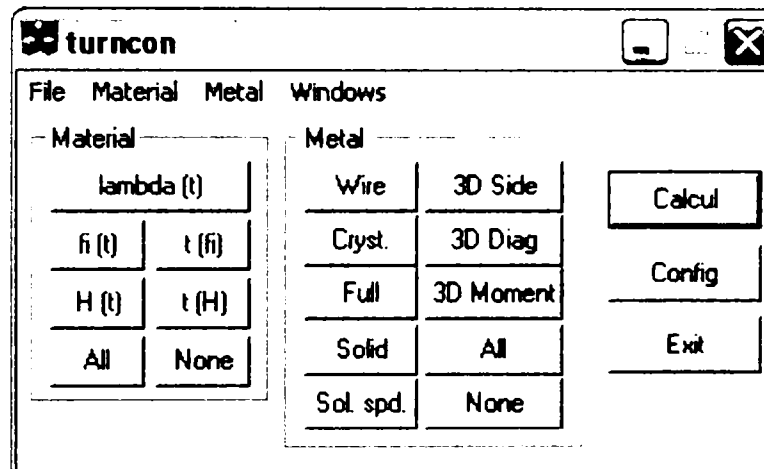 turncon
File Material Metal Windows
Material Metal
lambda (t) Wire 3D Side Calcul
fi (t) t (fi) Cryst. 3D Diag
H (t) t (H) Full 3D Moment Config
All None Solid All Exit
Sol. spd. None